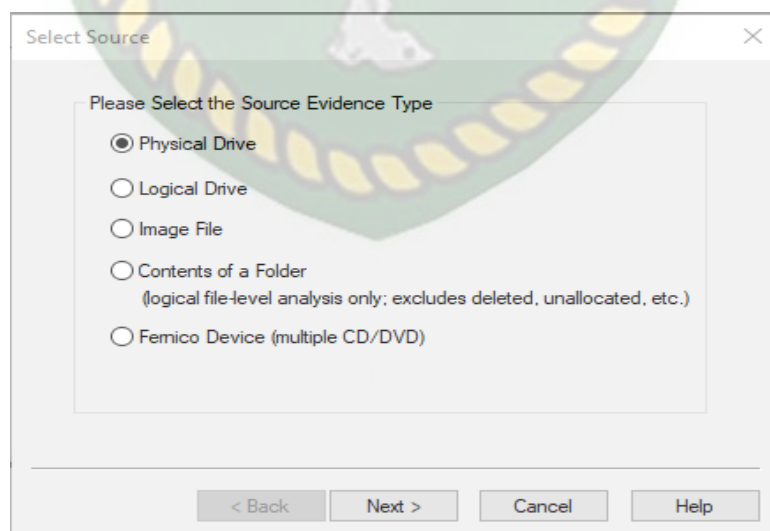 Select Source
Please Select the Source Evidence Type
Physical Drive
Logical Drive
Image File
Contents of a Folder
(logical file-level analysis only; excludes deleted, unallocated, etc.)
Fernico Device (multiple CD/DVD)
< Back Next > Cancel Help